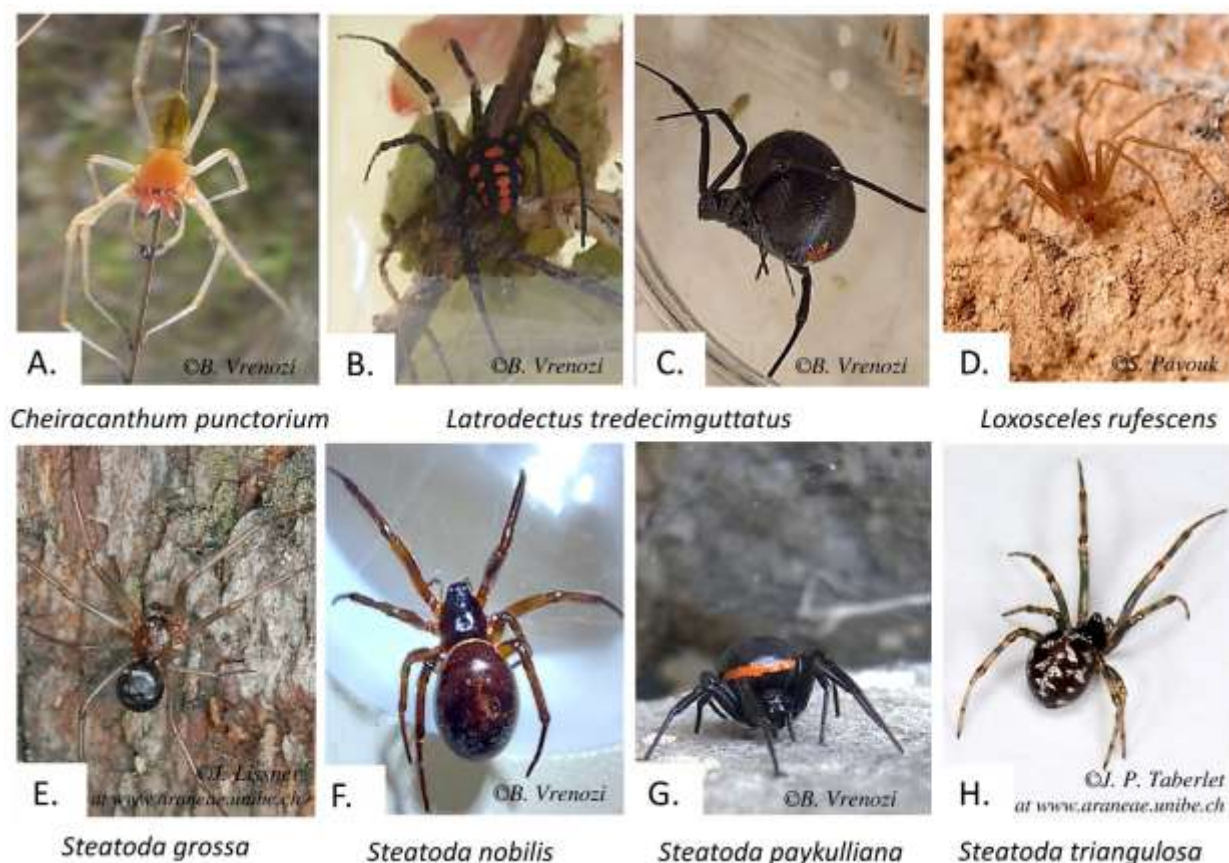 A.
©B. Vrenozi
B.
©B. Vrenozi
C.
©B. Vrenozi
D.
©S. Pavouk
Cheiracanthum punctorium
Latrodectus tredecimguttatus
Loxosceles rufescens
E.
©J. Lissner
at www.araneae.unibe.ch
F.
©B. Vrenozi
G.
©B. Vrenozi
H.
©J. P. Taberlet
at www.araneae.unibe.ch
Steatoda grossa
Steatoda nobilis
Steatoda paykulliana
Steatoda triangulosa